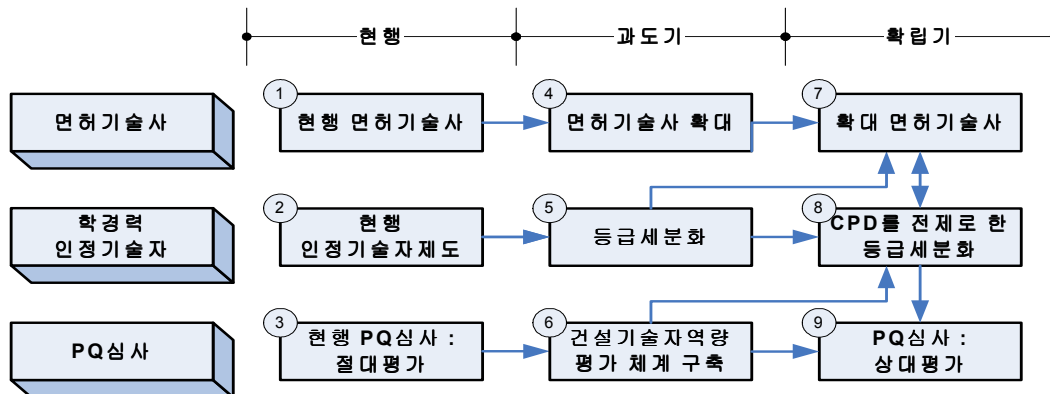 현행
과도기
확립기
면허기술사
1
현행 면허기술사
4
면허기술사 확대
7
확대 면허기술사
학경력
인정기술자
2
현행
인정기술자제도
5
등급세분화
8
CPD를 전제로 한
등급세분화
PQ심사
3
현행 PQ심사 :
절대평가
6
건설기술자역량
평가 체계 구축
9
PQ심사 :
상대평가